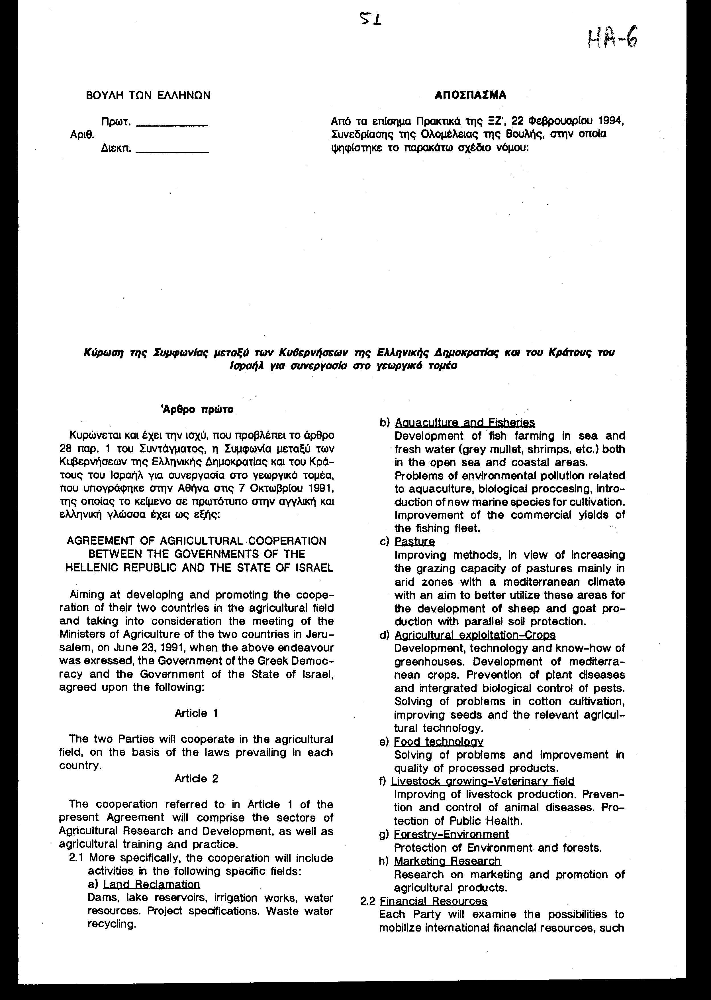 51
HA-6
ΒΟΥΛΗ ΤΩΝ ΕΛΛΗΝΩΝ
Πρωτ.
Αριθ.
Διεκπ.
ΑΠΟΣΠΑΣΜΑ
Από τα επίσημα Πρακτικά της ΞΖ', 22 Φεβρουαρίου 1994,
Συνεδρίασης της Ολομέλειας της Βουλής, στην οποία
ψηφίστηκε το παρακάτω σχέδιο νόμου:
Κύρωση της Συμφωνίας μεταξύ των Κυβερνήσεων της Ελληνικής Δημοκρατίας και του Κράτους του
Ισραήλ για συνεργασία στο γεωργικό τομέα
'Αρθρο πρώτο
Κυρώνεται και έχει την ισχύ, που προβλέπει το άρθρο
28 παρ. 1 του Συντάγματος, η Συμφωνία μεταξύ των
Κυβερνήσεων της Ελληνικής Δημοκρατίας και του Κρά-
τους του Ισραήλ για συνεργασία στο γεωργικό τομέα,
που υπογράφηκε στην Αθήνα στις 7 Οκτωβρίου 1991,
της οποίας το κείμενο σε πρωτότυπο στην αγγλική και
ελληνική γλώσσα έχει ως εξής:
AGREEMENT OF AGRICULTURAL COOPERATION
BETWEEN THE GOVERNMENTS OF THE
HELLENIC REPUBLIC AND THE STATE OF ISRAEL
Aiming at developing and promoting the coope-
ration of their two countries in the agricultural field
and taking into consideration the meeting of the
Ministers of Agriculture of the two countries in Jeru-
salem, on June 23, 1991, when the above endeavour
was exressed, the Government of the Greek Democ-
racy and the Government of the State of Israel,
agreed upon the following:
Article 1
The two Parties will cooperate in the agricultural
field, on the basis of the laws prevailing in each
country.
Article 2
The cooperation referred to in Article 1 of the
present Agreement will comprise the sectors of
Agricultural Research and Development, as well as
agricultural training and practice.
2.1 More specifically, the cooperation will include
activities in the following specific fields:
a) Land Reclamation
Dams, lake reservoirs, irrigation works, water
resources. Project specifications. Waste water
recycling.
b) Aquaculture and Fisheries
Development of fish farming in sea and
fresh water (grey mullet, shrimps, etc.) both
in the open sea and coastal areas.
Problems of environmental pollution related
to aquaculture, biological proccesing, intro-
duction of new marine species for cultivation.
Improvement of the commercial yields of
the fishing fleet.
c) Pasture
Improving methods, in view of increasing
the grazing capacity of pastures mainly in
arid zones with a mediterranean climate
with an aim to better utilize these areas for
the development of sheep and goat pro-
duction with parallel soil protection.
d) Agricultural exploitation-Crops
Development, technology and know-how of
greenhouses. Development of mediterra-
nean crops. Prevention of plant diseases
and intergrated biological control of pests.
Solving of problems in cotton cultivation,
improving seeds and the relevant agricul-
tural technology.
e) Food technology
Solving of problems and improvement in
quality of processed products.
f) Livestock growing-Veterinary field
Improving of livestock production. Preven-
tion and control of animal diseases. Pro-
tection of Public Health.
g) Forestry-Environment
Protection of Environment and forests.
h) Marketing Research
Research on marketing and promotion of
agricultural products.
2.2 Financial Resources
Each Party will examine the possibilities to
mobilize international financial resources, such